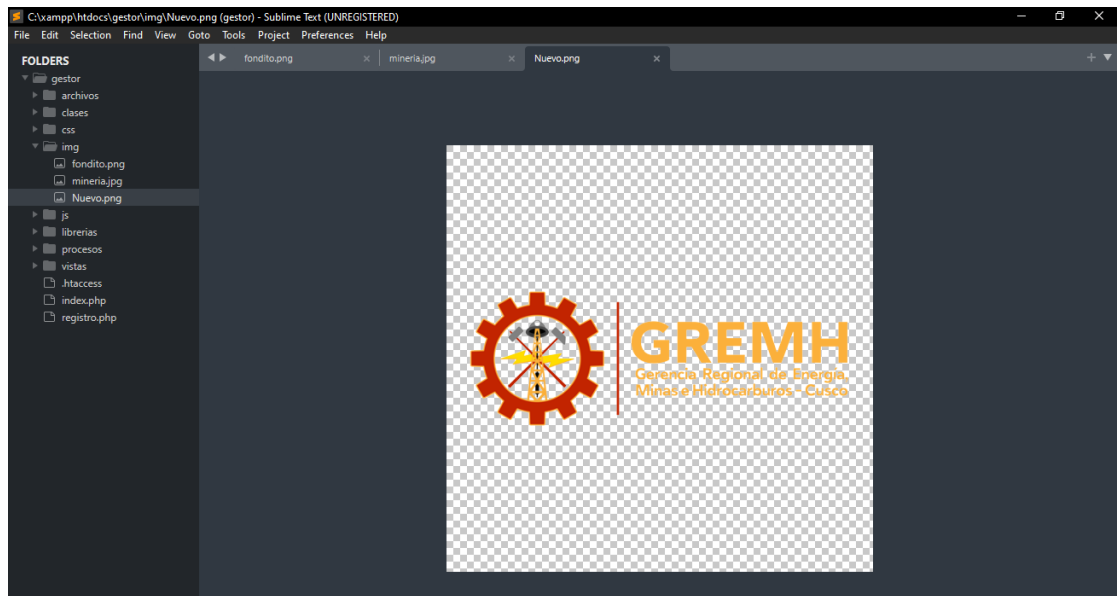 C:\xampp\htdocs\gestor\img\Nuevo.png (gestor) - Sublime Text (UNREGISTERED)
File Edit Selection Find View Goto Tools Project Preferences Help
FOLDERS
gestor
archivos
clases
css
img
fondito.png
mineria.jpg
Nuevo.png
js
librerias
procesos
vistas
.htaccess
index.php
registro.php
fondito.png
mineria.jpg
Nuevo.png
GREMH
Gerencia Regional de Energía,
Minas e Hidrocarburos - Cusco